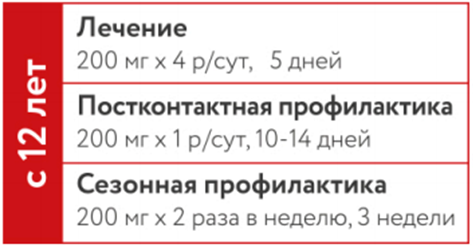 с 12 лет
Лечение
200 мг х 4 р/сут, 5 дней
Постконтактная профилактика
200 мг х 1 р/сут, 10-14 дней
Сезонная профилактика
200 мг х 2 раза в неделю, 3 недели